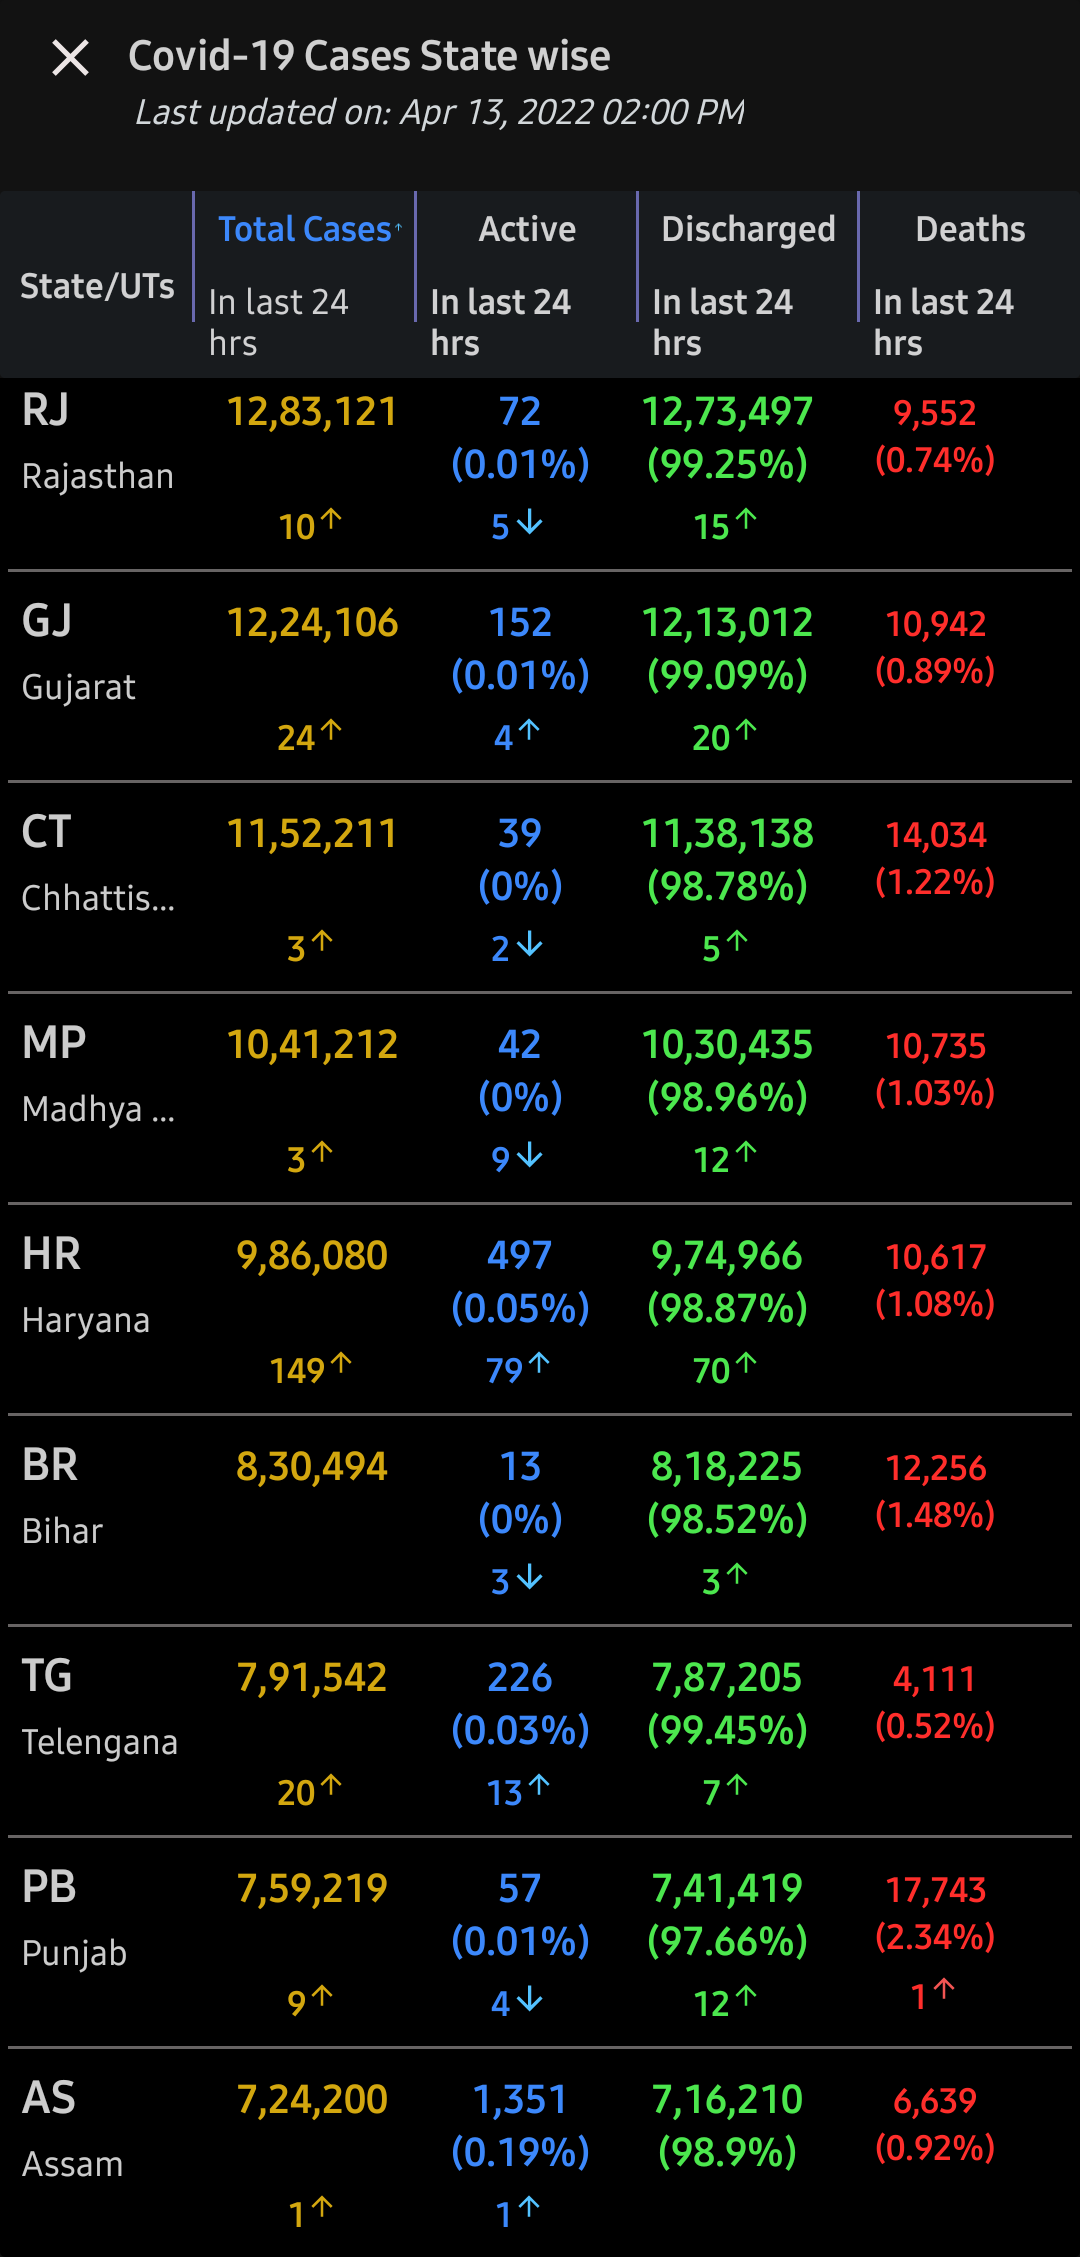 Covid-19 Cases State wise
Last updated on: Apr 13, 2022 02:00 PM
State/UTs Total Cases↑ Active Discharged Deaths
In last 24 hrs In last 24 hrs In last 24 hrs In last 24 hrs
RJ 12,83,121 72 12,73,497 9,552
Rajasthan (0.01%) (99.25%) (0.74%)
10↑ 5↓ 15↑
GJ 12,24,106 152 12,13,012 10,942
Gujarat (0.01%) (99.09%) (0.89%)
24↑ 4↑ 20↑
CT 11,52,211 39 11,38,138 14,034
Chhattis... (0%) (98.78%) (1.22%)
3↑ 2↓ 5↑
MP 10,41,212 42 10,30,435 10,735
Madhya ... (0%) (98.96%) (1.03%)
3↑ 9↓ 12↑
HR 9,86,080 497 9,74,966 10,617
Haryana (0.05%) (98.87%) (1.08%)
149↑ 79↑ 70↑
BR 8,30,494 13 8,18,225 12,256
Bihar (0%) (98.52%) (1.48%)
3↓ 3↑
TG 7,91,542 226 7,87,205 4,111
Telengana (0.03%) (99.45%) (0.52%)
20↑ 13↑ 7↑
PB 7,59,219 57 7,41,419 17,743
Punjab (0.01%) (97.66%) (2.34%)
9↑ 4↓ 12↑ 1↑
AS 7,24,200 1,351 7,16,210 6,639
Assam (0.19%) (98.9%) (0.92%)
1↑ 1↑